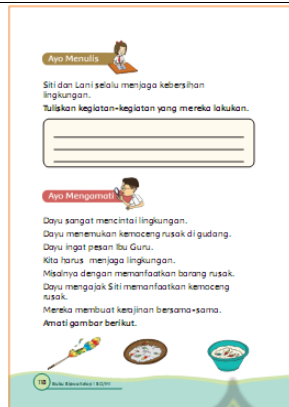 Ayo Menulis
Siti dan Lani selalu menjaga kebersihan
lingkungan.
Tuliskan kegiatan-kegiatan yang mereka lakukan.
Ayo Mengamati
Dayu sangat mencintai lingkungan.
Dayu menemukan kemoceng rusak di gudang.
Dayu ingat pesan Ibu Guru.
Kita harus menjaga lingkungan.
Misalnya dengan memanfaatkan barang rusak.
Dayu mengajak Siti memanfaatkan kemoceng
rusak.
Mereka membuat kerajinan bersama-sama.
Amati gambar berikut.
Buku Siswa